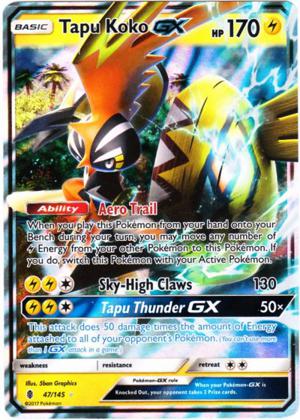 BASIC Tapu Koko GX HP 170
Ability Aero Trail
When you play this Pokémon from your hand onto your
Bench during your turn, you may move any number of
Energy from your other Pokémon to this Pokémon. If you
do, switch this Pokémon with your Active Pokémon.
Sky-High Claws 130
Tapu Thunder GX 50×
This attack does 50 damage times the amount of Energy
attached to all of your opponent's Pokémon. (You can't use more
than 1 GX attack in a game.)
weakness resistance retreat
Illus. 5ban Graphics
47/145
©2017 Pokémon
Pokémon-GX rule
When your Pokémon-GX is Knocked Out, your opponent takes 2 Prize cards.